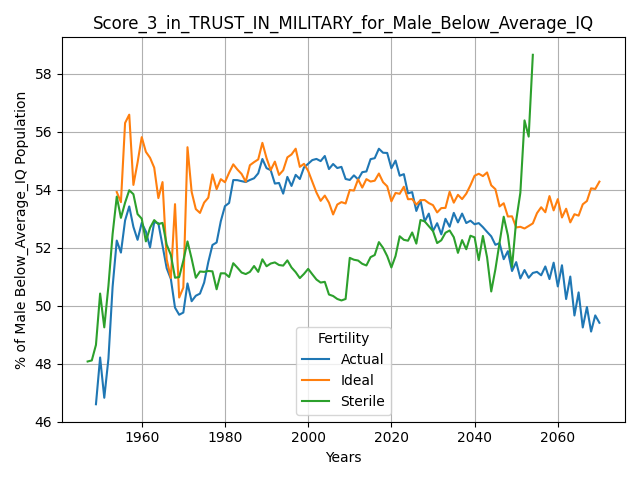 Score_3_in_TRUST_IN_MILITARY_for_Male_Below_Average_IQ
% of Male Below_Average_IQ Population
58
56
54
52
50
48
46
Fertility
Actual
Ideal
Sterile
1960
1980
2000
2020
2040
2060
Years